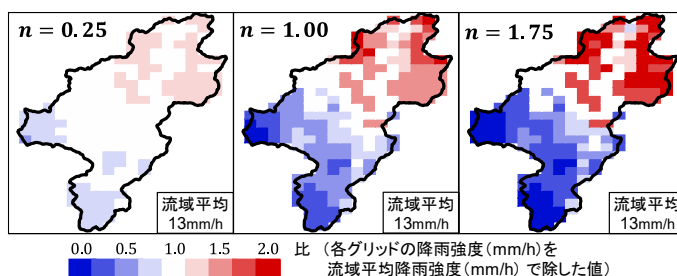 n = 0.25
n = 1.00
n = 1.75
流域平均
13mm/h
流域平均
13mm/h
流域平均
13mm/h
0.0 0.5 1.0 1.5 2.0 比 (各グリッドの降雨強度(mm/h)を
流域平均降雨強度(mm/h) で除した値)